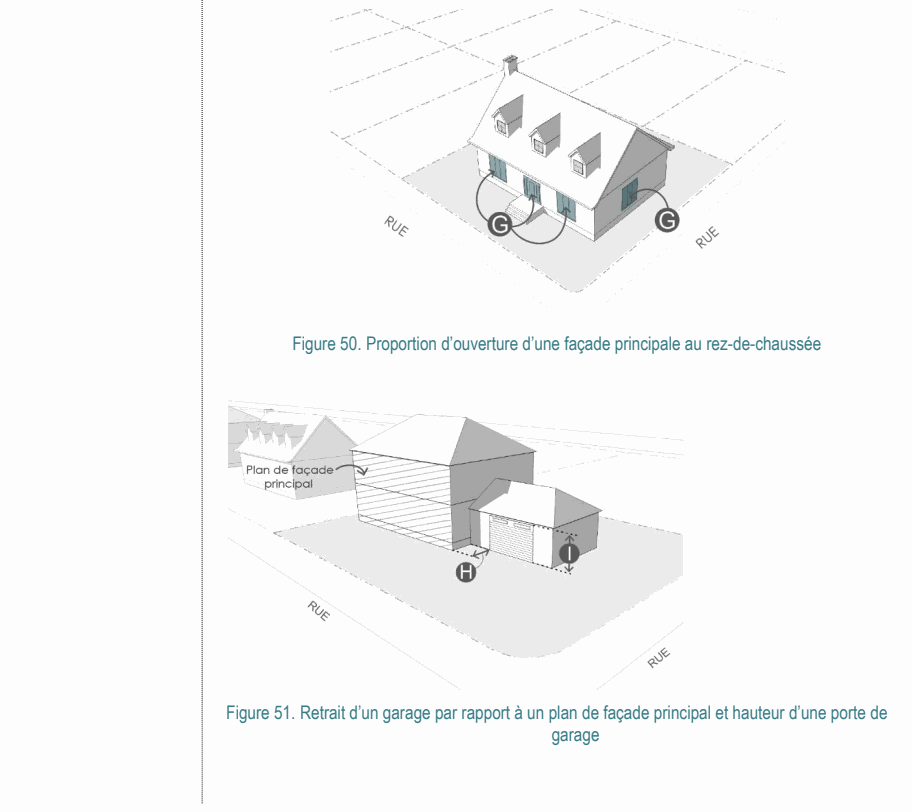 RUE
G
G
RUE
Figure 50. Proportion d'ouverture d'une façade principale au rez-de-chaussée
Plan de façade
principal
I
H
RUE
RUE
Figure 51. Retrait d'un garage par rapport à un plan de façade principal et hauteur d'une porte de
garage